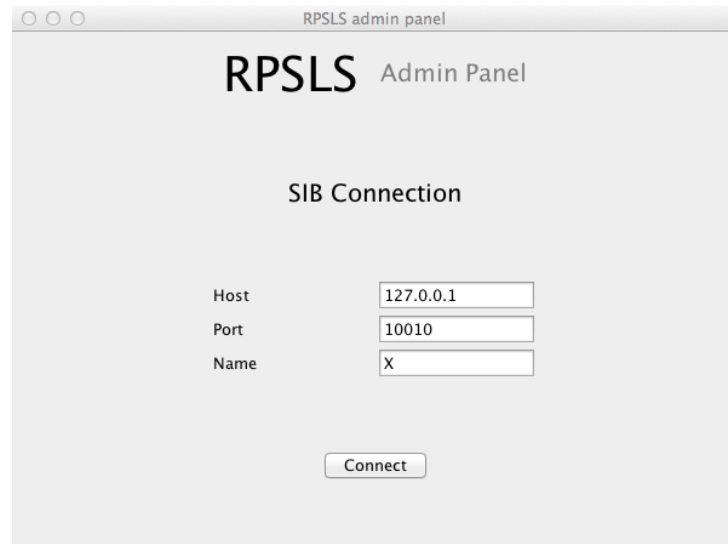 RPSLS admin panel
RPSLS Admin Panel
SIB Connection
Host 127.0.0.1
Port 10010
Name X
Connect